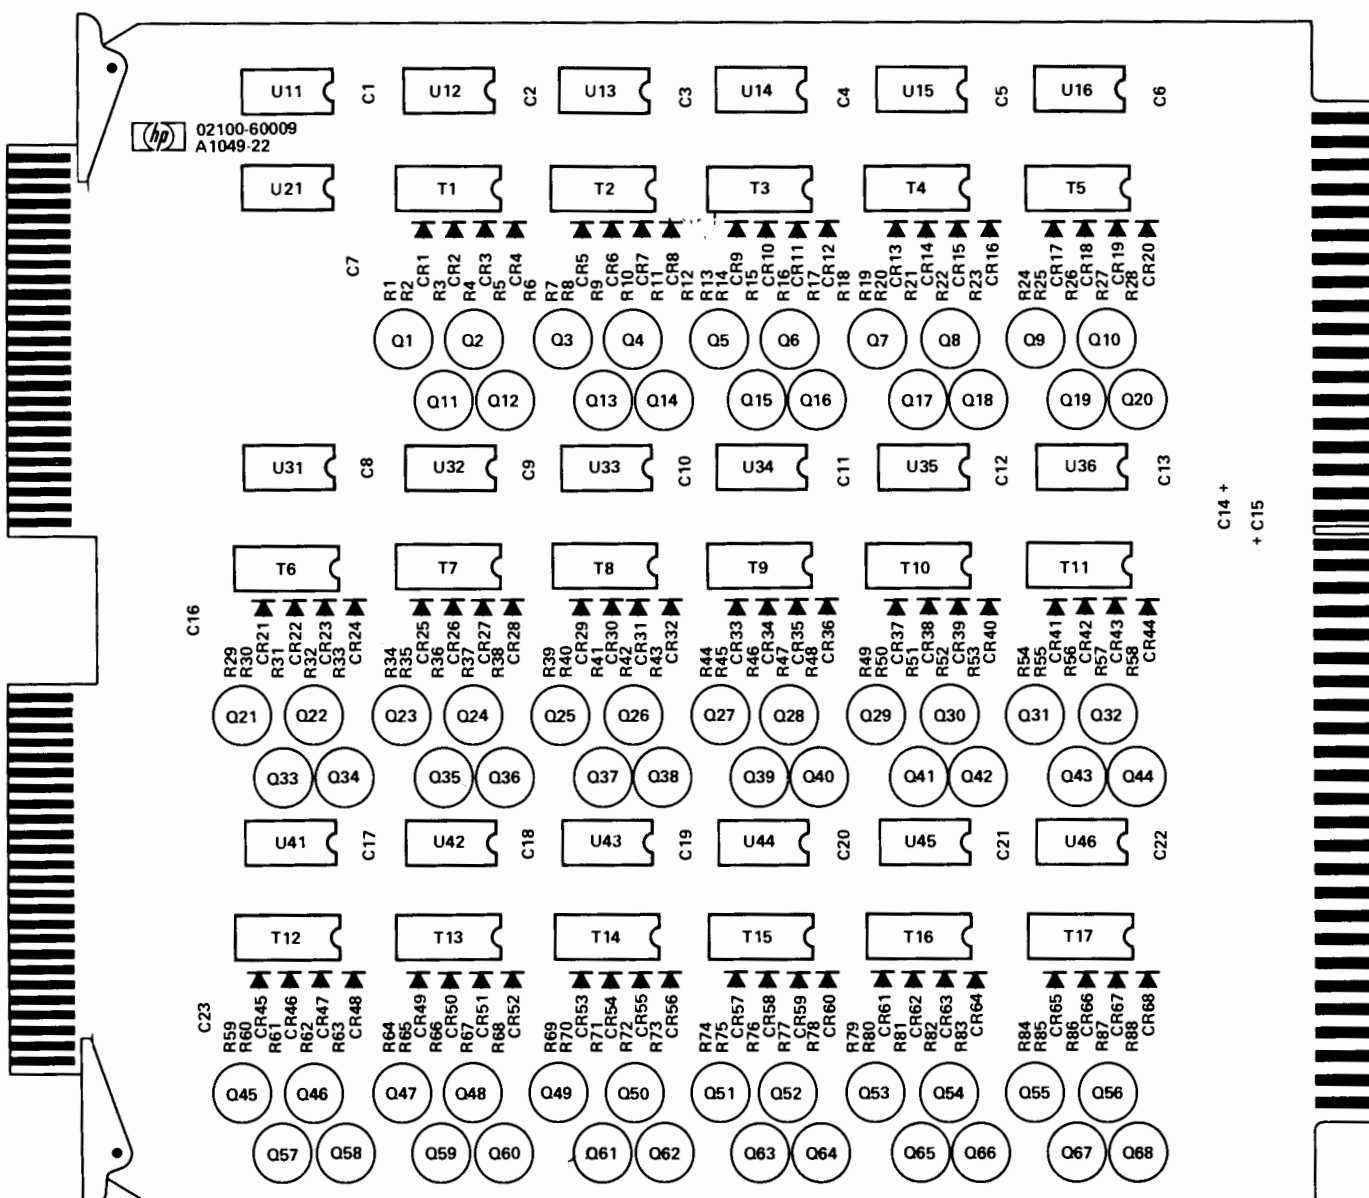 U11 C1 U12 C2 U13 C3 U14 C4 U15 C5 U16 C6
hp 02100-60009
A1049-22
U21 T1 T2 T3 T4 T5
C7
R1 R2 CR1 R3 CR2 R4 CR3 R5 CR4 R6 R7 R8 CR5 R9 CR6 R10 CR7 R11 CR8 R12 R13 R14 CR9 R15 CR10 R16 CR11 R17 CR12 R18 R19 R20 CR13 R21 CR14 R22 CR15 R23 CR16 R24 R25 CR17 R26 CR18 R27 CR19 R28 CR20
Q1 Q2 Q3 Q4 Q5 Q6 Q7 Q8 Q9 Q10
Q11 Q12 Q13 Q14 Q15 Q16 Q17 Q18 Q19 Q20
U31 C8 U32 C9 U33 C10 U34 C11 U35 C12 U36 C13
C14 +
+ C15
T6 T7 T8 T9 T10 T11
C16
R29 R30 CR21 R31 CR22 R32 CR23 R33 CR24 R34 R35 CR25 R36 CR26 R37 CR27 R38 CR28 R39 R40 CR29 R41 CR30 R42 CR31 R43 CR32 R44 R45 CR33 R46 CR34 R47 CR35 R48 CR36 R49 R50 CR37 R51 CR38 R52 CR39 R53 CR40 R54 R55 CR41 R56 CR42 R57 CR43 R58 CR44
Q21 Q22 Q23 Q24 Q25 Q26 Q27 Q28 Q29 Q30 Q31 Q32
Q33 Q34 Q35 Q36 Q37 Q38 Q39 Q40 Q41 Q42 Q43 Q44
U41 C17 U42 C18 U43 C19 U44 C20 U45 C21 U46 C22
T12 T13 T14 T15 T16 T17
C23
R59 R60 CR45 R61 CR46 R62 CR47 R63 CR48 R64 R65 CR49 R66 CR50 R67 CR51 R68 CR52 R69 R70 CR53 R71 CR54 R72 CR55 R73 CR56 R74 R75 CR57 R76 CR58 R77 CR59 R78 CR60 R79 R80 CR61 R81 CR62 R82 CR63 R83 CR64 R84 R85 CR65 R86 CR66 R87 CR67 R88 CR68
Q45 Q46 Q47 Q48 Q49 Q50 Q51 Q52 Q53 Q54 Q55 Q56
Q57 Q58 Q59 Q60 Q61 Q62 Q63 Q64 Q65 Q66 Q67 Q68